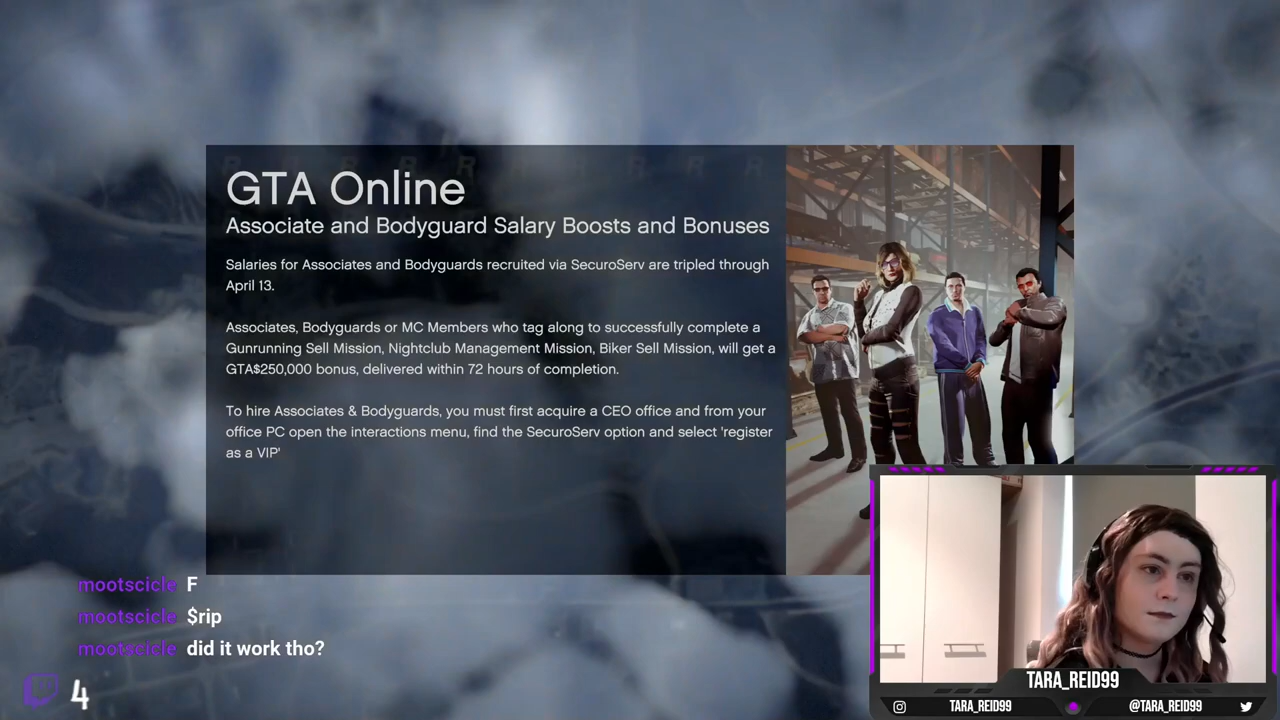 GTA Online
Associate and Bodyguard Salary Boosts and Bonuses
Salaries for Associates and Bodyguards recruited via SecuroServ are tripled through
April 13.
Associates, Bodyguards or MC Members who tag along to successfully complete a
Gunrunning Sell Mission, Nightclub Management Mission, Biker Sell Mission, will get a
GTA$250,000 bonus, delivered within 72 hours of completion.
To hire Associates & Bodyguards, you must first acquire a CEO office and from your
office PC open the interactions menu, find the SecuroServ option and select 'register
as a VIP'
mootscicle F
mootscicle $rip
mootscicle did it work tho?
4
TARA_REID99
TARA_REID99
@TARA_REID99